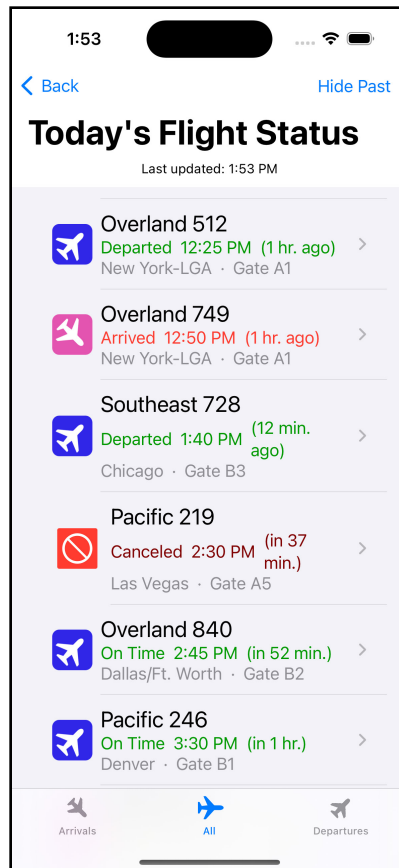 1:53
Back
Hide Past
Today's Flight Status
Last updated: 1:53 PM
Overland 512
Departed 12:25 PM (1 hr. ago)
New York-LGA · Gate A1
Overland 749
Arrived 12:50 PM (1 hr. ago)
New York-LGA · Gate A1
Southeast 728
Departed 1:40 PM (12 min.
ago)
Chicago · Gate B3
Pacific 219
Canceled 2:30 PM (in 37
min.)
Las Vegas · Gate A5
Overland 840
On Time 2:45 PM (in 52 min.)
Dallas/Ft. Worth · Gate B2
Pacific 246
On Time 3:30 PM (in 1 hr.)
Denver · Gate B1
Arrivals
All
Departures